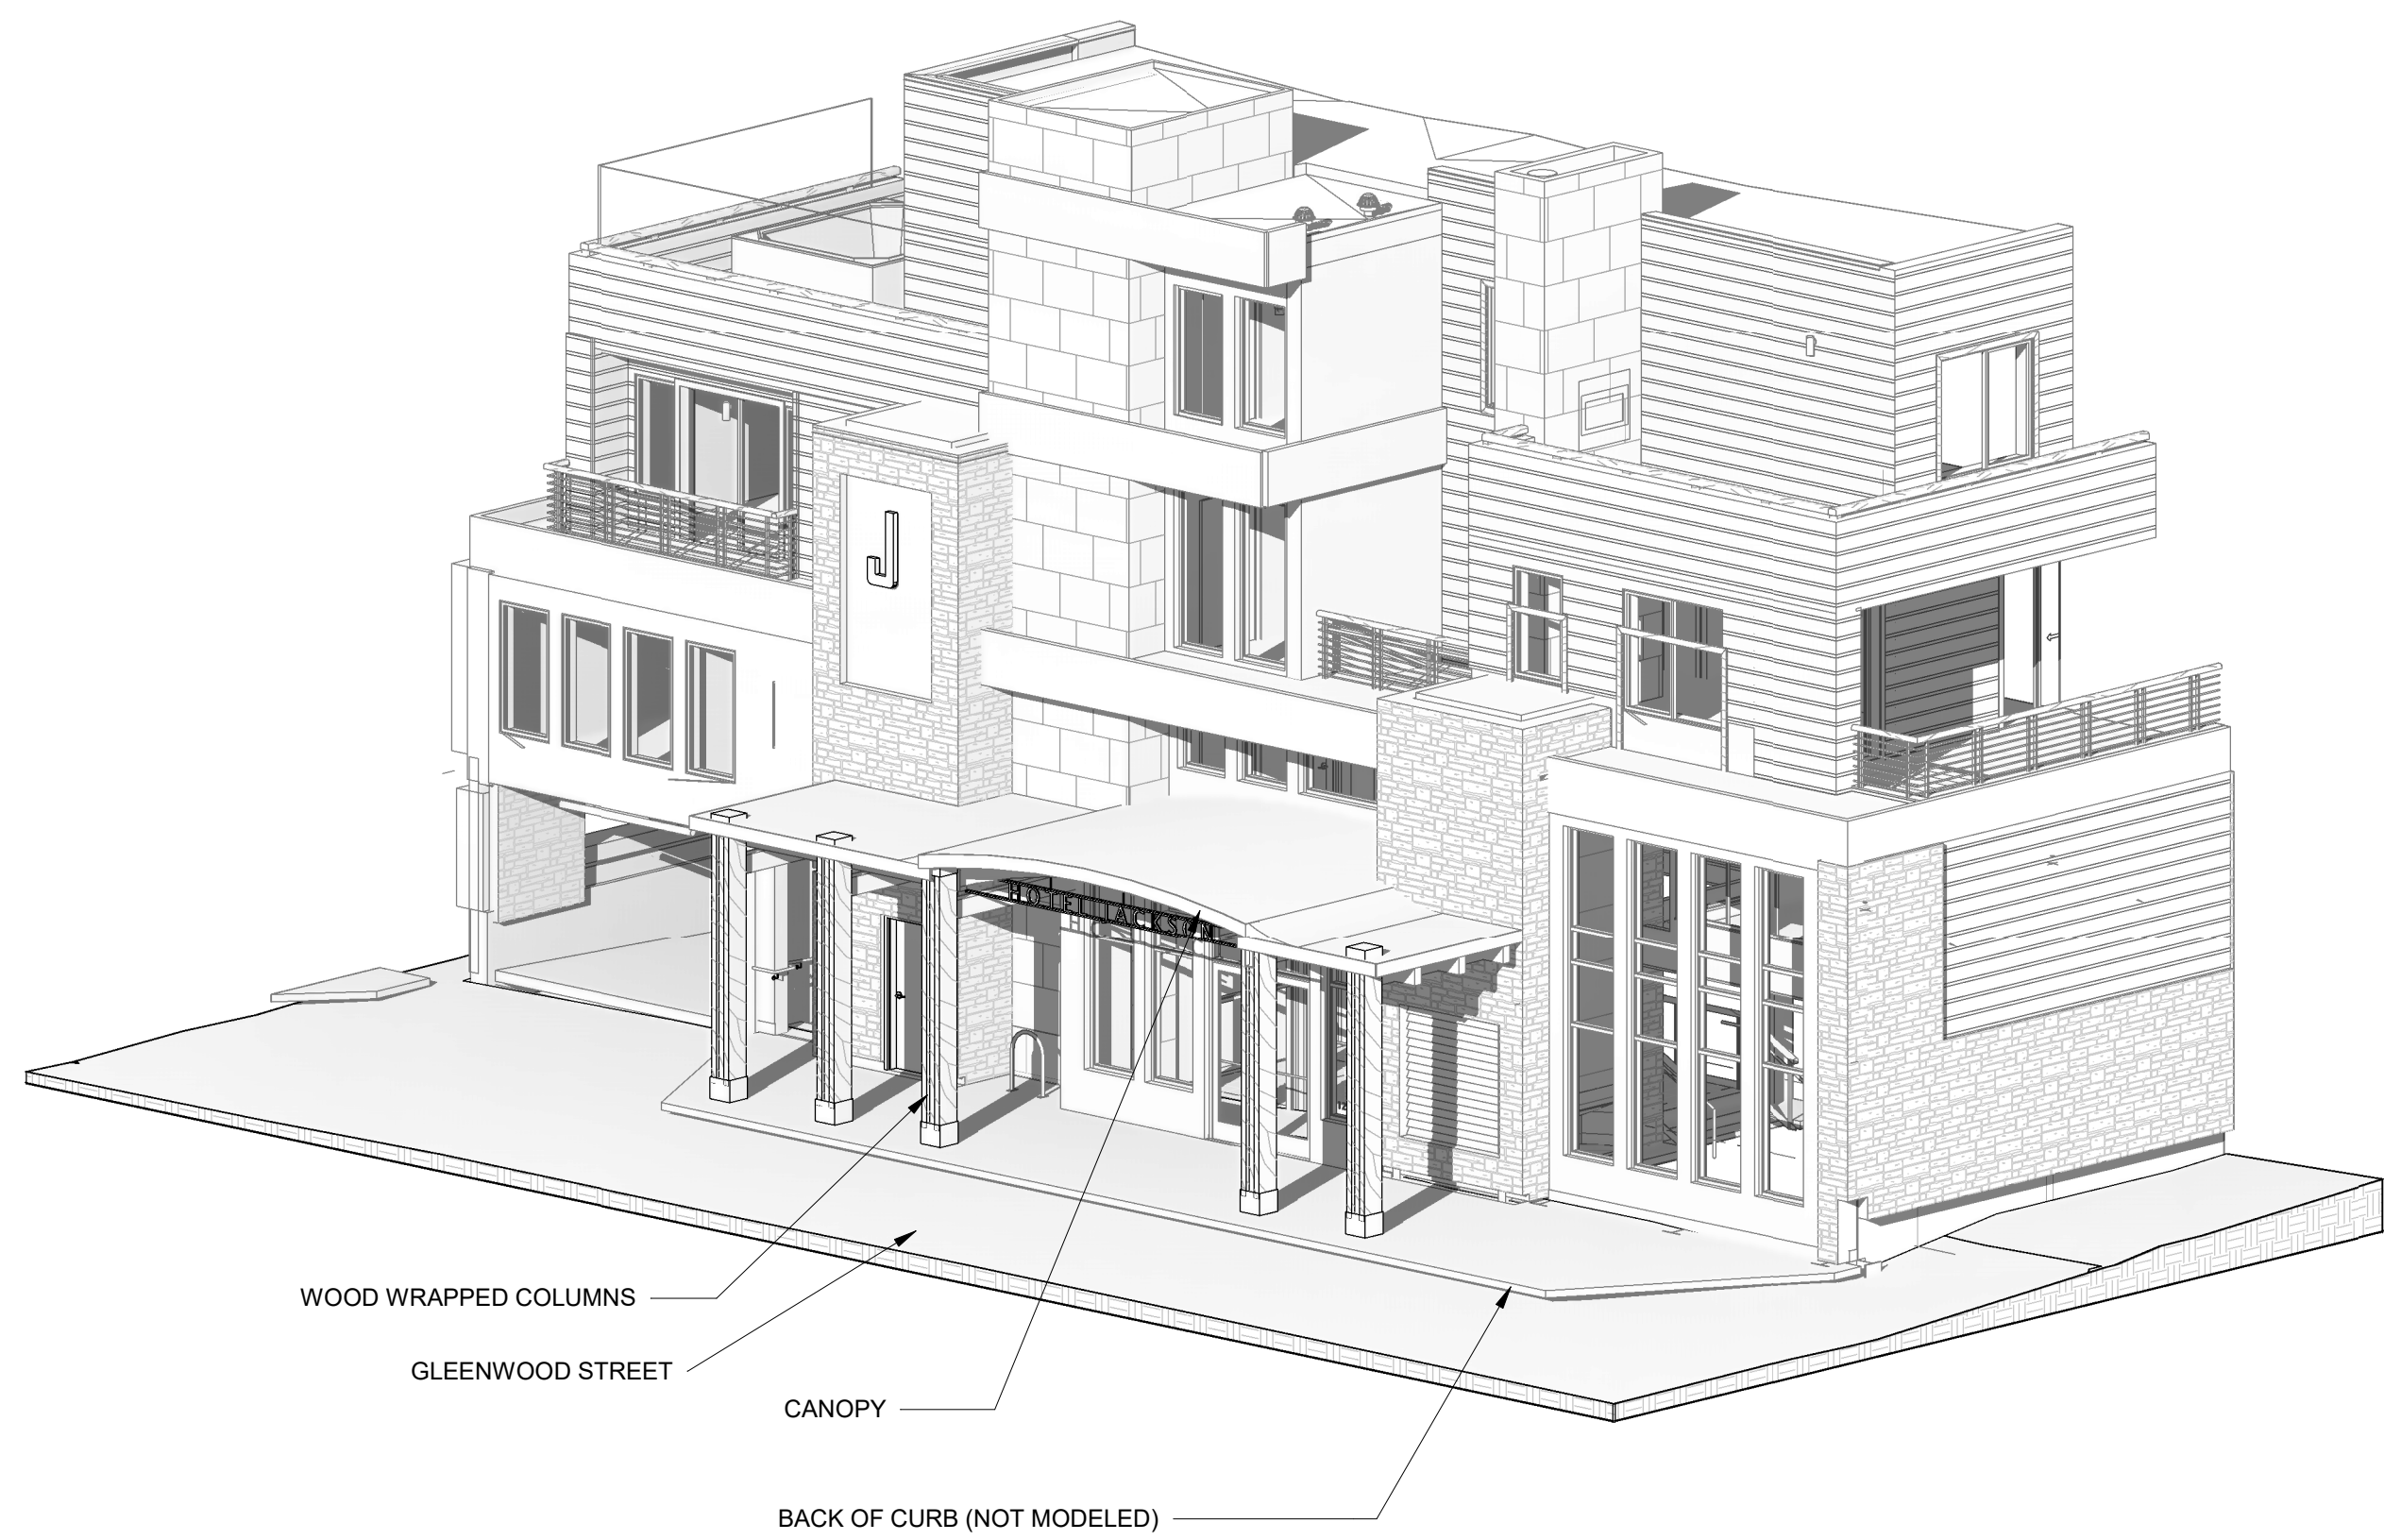 J
HOTEL JACKSON
WOOD WRAPPED COLUMNS
GLEENWOOD STREET
CANOPY
BACK OF CURB (NOT MODELED)